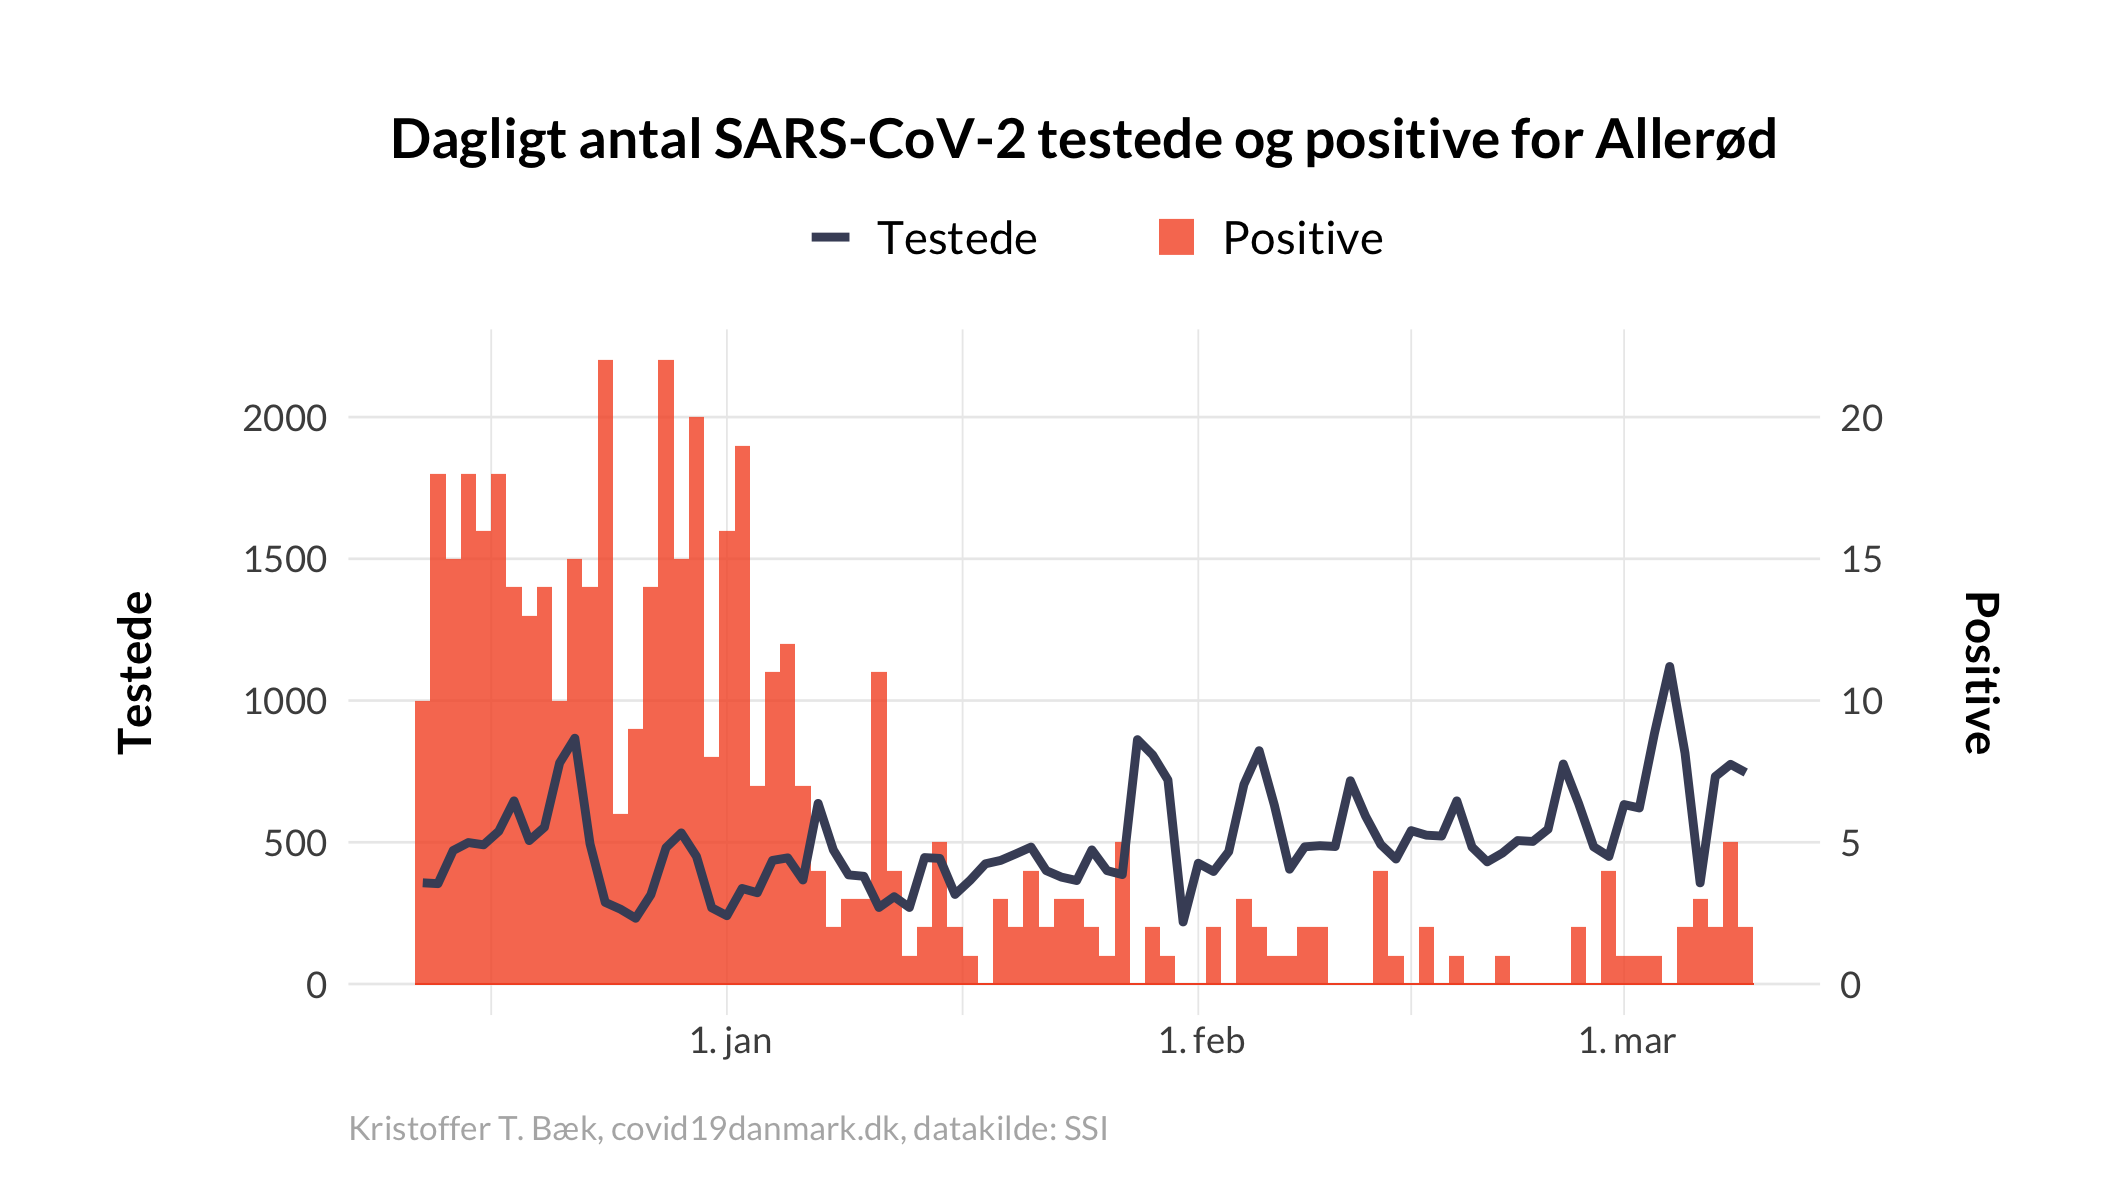 Dagligt antal SARS-CoV-2 testede og positive for Allerød
Testede
Positive
2000
1500
1000
500
0
Testede
20
15
10
5
0
Positive
1. jan
1. feb
1. mar
Kristoffer T. Bæk, covid19danmark.dk, datakilde: SSI